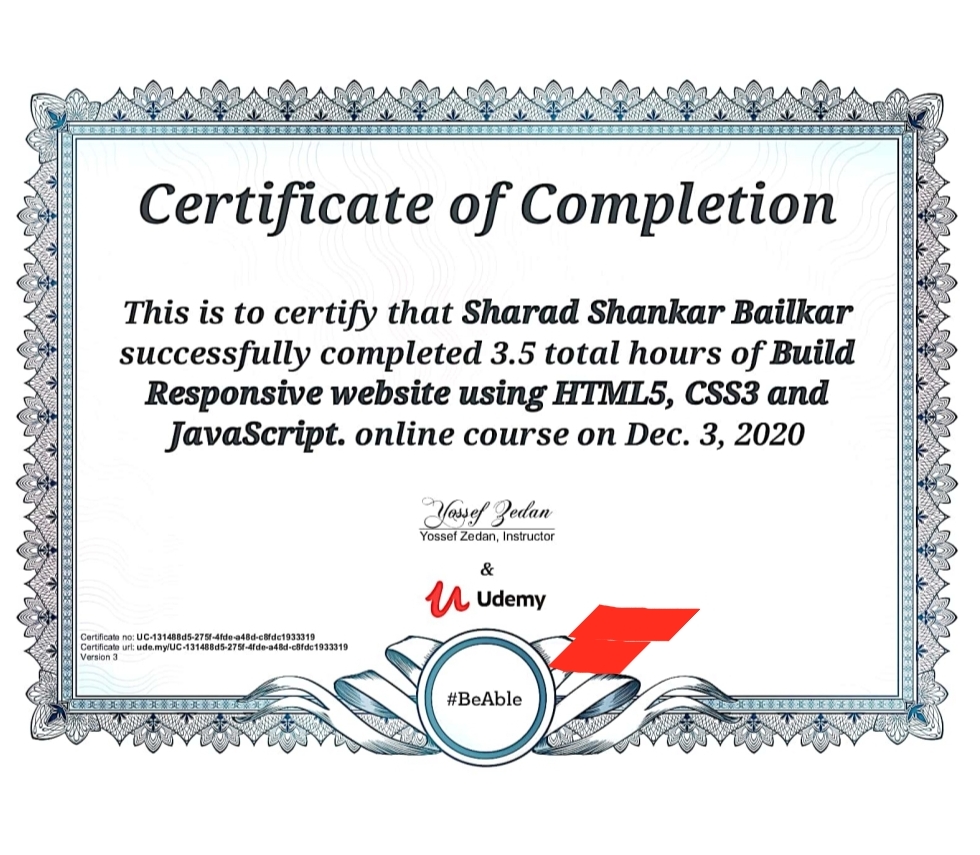 Certificate of Completion
This is to certify that Sharad Shankar Bailkar
successfully completed 3.5 total hours of Build
Responsive website using HTML5, CSS3 and
JavaScript. online course on Dec. 3, 2020
Yossef Zedan
Yossef Zedan, Instructor
&
Udemy
Certificate no: UC-131488d5-275f-4fde-a48d-c8fdc1933319
Certificate url: ude.my/UC-131488d5-275f-4fde-a48d-c8fdc1933319
Version 3
#BeAble